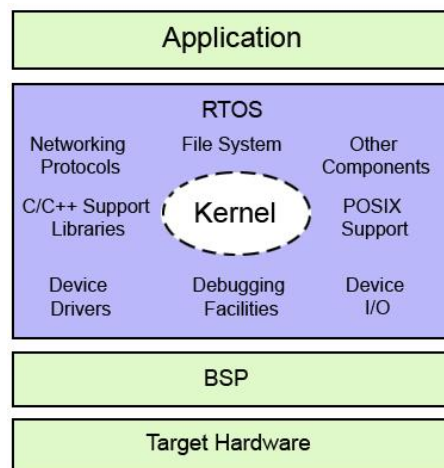 Application
RTOS
Networking
Protocols
File System
Other
Components
C/C++ Support
Libraries
Kernel
POSIX
Support
Device
Drivers
Debugging
Facilities
Device
I/O
BSP
Target Hardware